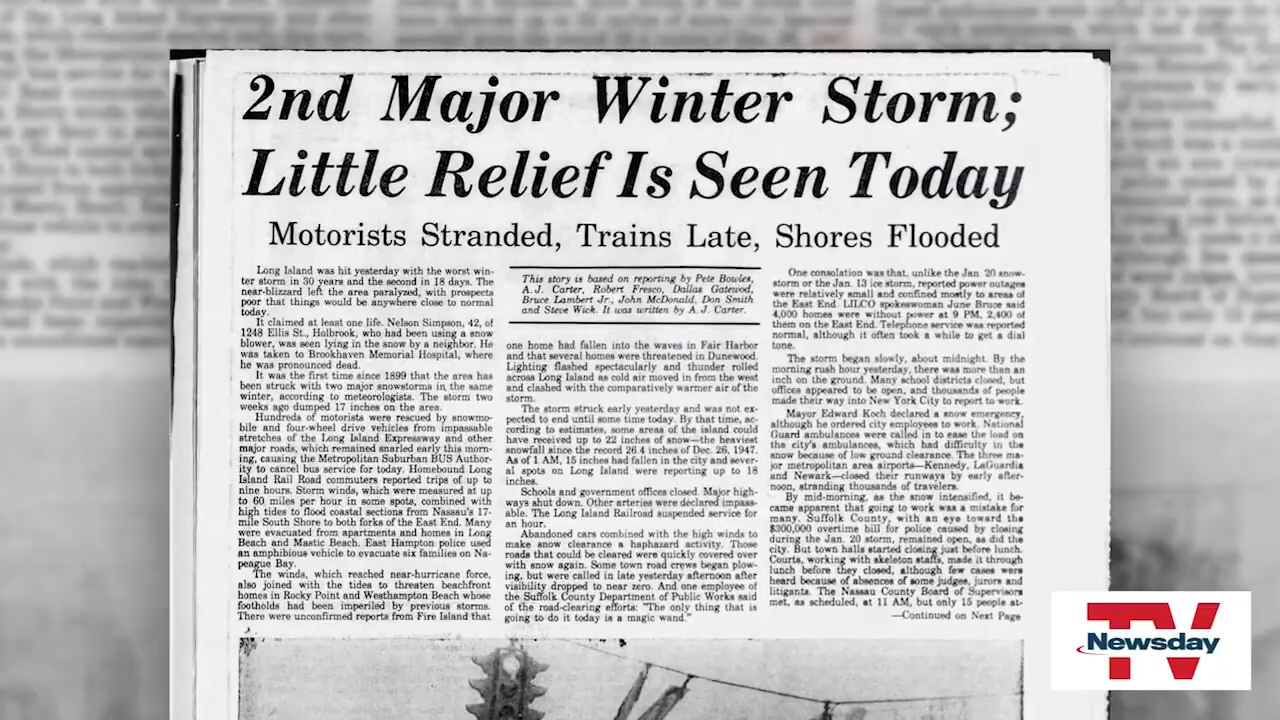 2nd Major Winter Storm;
Little Relief Is Seen Today
Motorists Stranded, Trains Late, Shores Flooded
Long Island was hit yesterday with the worst win-
ter storm in 30 years and the second in 18 days. The
near-blizzard left the area paralyzed, with prospects
poor that things would be anywhere close to normal
today.
It claimed at least one life. Nelson Simpson, 42, of
1248 Ellis St., Holbrook, who had been using a snow
blower, was seen lying in the snow by a neighbor. He
was taken to Brookhaven Memorial Hospital, where
he was pronounced dead.
It was the first time since 1899 that the area has
been struck with two major snowstorms in the same
winter, according to meteorologists. The storm two
weeks ago dumped 17 inches on the area.
Hundreds of motorists were rescued by snowmo-
bile and four-wheel drive vehicles from impassable
stretches of the Long Island Expressway and other
major roads, which remained snarled early this morn-
ing, causing the Metropolitan Suburban BUS Author-
ity to cancel bus service for today. Homebound Long
Island Rail Road commuters reported trips of up to
nine hours. Storm winds, which were measured at up
to 60 miles per hour in some spots, combined with
high tides to flood coastal sections from Nassau's 17-
mile South Shore to both forks of the East End. Many
were evacuated from apartments and homes in Long
Beach and Mastic Beach. East Hampton police used
an amphibious vehicle to evacuate six families on Na-
peague Bay.
The winds, which reached near-hurricane force,
also joined with the tides to threaten beachfront
homes in Rocky Point and Westhampton Beach whose
footholds had been imperiled by previous storms.
There were unconfirmed reports from Fire Island that
This story is based on reporting by Pete Bowles,
A.J. Carter, Robert Fresco, Dallas Gatewood,
Bruce Lambert Jr., John McDonald, Don Smith
and Steve Wick. It was written by A.J. Carter.
one home had fallen into the waves in Fair Harbor
and that several homes were threatened in Dunewood.
Lighting flashed spectacularly and thunder rolled
across Long Island as cold air moved in from the west
and clashed with the comparatively warmer air of the
storm.
The storm struck early yesterday and was not ex-
pected to end until some time today. By that time, ac-
cording to estimates, some areas of the island could
have received up to 22 inches of snow—the heaviest
snowfall since the record 26.4 inches of Dec. 26, 1947.
As of 1 AM, 15 inches had fallen in the city and sever-
al spots on Long Island were reporting up to 18
inches.
Schools and government offices closed. Major high-
ways shut down. Other arteries were declared impass-
able. The Long Island Railroad suspended service for
an hour.
Abandoned cars combined with the high winds to
make snow clearance a haphazard activity. Those
roads that could be cleared were quickly covered over
with snow again. Some town road crews began plow-
ing, but were called in late yesterday afternoon after
visibility dropped to near zero. And one employee of
the Suffolk County Department of Public Works said
of the road-clearing efforts: "The only thing that is
going to do it today is a magic wand."
One consolation was that, unlike the Jan. 20 snow-
storm or the Jan. 13 ice storm, reported power outages
were relatively small and confined mostly to areas of
the East End. LILCO spokeswoman June Bruce said
4,000 homes were without power at 9 PM, 2,400 of
them on the East End. Telephone service was reported
normal, although it often took a while to get a dial
tone.
The storm began slowly, about midnight. By the
morning rush hour yesterday, there was more than an
inch on the ground. Many school districts closed, but
offices appeared to be open, and thousands of people
made their way into New York City to report to work.
Mayor Edward Koch declared a snow emergency,
although he ordered city employees to work. National
Guard ambulances were called in to ease the load on
the city's ambulances, which had difficulty in the
snow because of low ground clearance. The three ma-
jor metropolitan area airports—Kennedy, LaGuardia
and Newark—closed their runways by early after-
noon, stranding thousands of travelers.
By mid-morning, as the snow intensified, it be-
came apparent that going to work was a mistake for
many. Suffolk County, with an eye toward the
$300,000 overtime bill for police caused by closing
during the Jan. 20 storm, remained open, as did the
city. But town halls started closing just before lunch.
Courts, working with skeleton staffs, made it through
lunch before they closed, although few cases were
heard because of absences of some judges, jurors and
litigants. The Nassau County Board of Supervisors
met, as scheduled, at 11 AM, but only 15 people at-
—Continued on Next Page
TV
Newsday